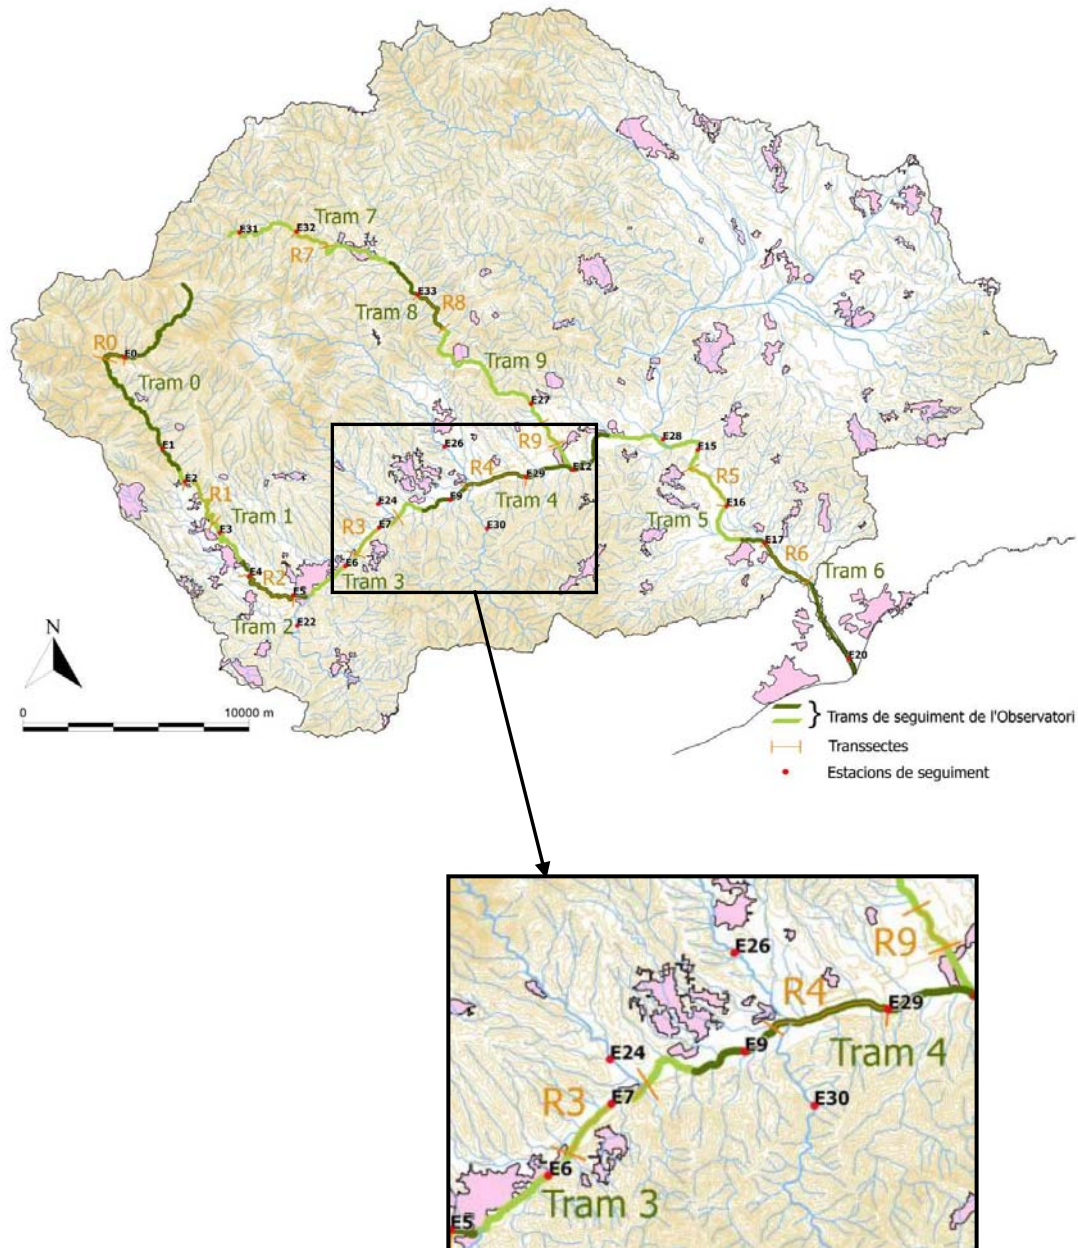 Tram 7
E31
E32
R7
E33
R8
Tram 8
R0
E0
Tram 9
Tram 0
E27
E1
E26
R9
E28
E15
E2
R4
E12
R5
E29
R1
E24
E9
Tram 4
E16
Tram 1
E3
R3
E7
E30
Tram 5
E17
R6
E4
R2
E6
Tram 3
Tram 6
E5
Tram 2
E22
N
E20
0
10000 m
Trams de seguiment de l'Observatori
Transsectes
Estacions de seguiment
E26
R9
R4
E29
E9
Tram 4
E24
E7
E30
R3
E6
Tram 3
E5